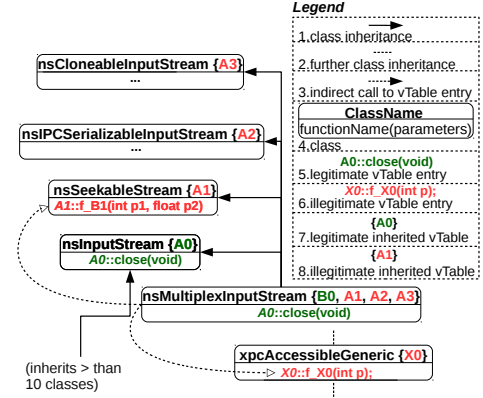 nsCloneableInputStream {A3}
...
nsIPCSerializableInputStream {A2}
...
nsSeekableStream {A1}
A1::f_B1(int p1, float p2)
nsInputStream {A0}
A0::close(void)
nsMultiplexInputStream {B0, A1, A2, A3}
A0::close(void)
xpcAccessibleGeneric {X0}
X0::f_X0(int p);
(inherits > than
10 classes)
Legend
1.class inheritance
2.further class inheritance
3.indirect call to vTable entry
ClassName
functionName(parameters)
4.class
A0::close(void)
5.legitimate vTable entry
X0::f_X0(int p);
6.illegitimate vTable entry
{A0}
7.legitimate inherited vTable
{A1}
8.illegitimate inherited vTable